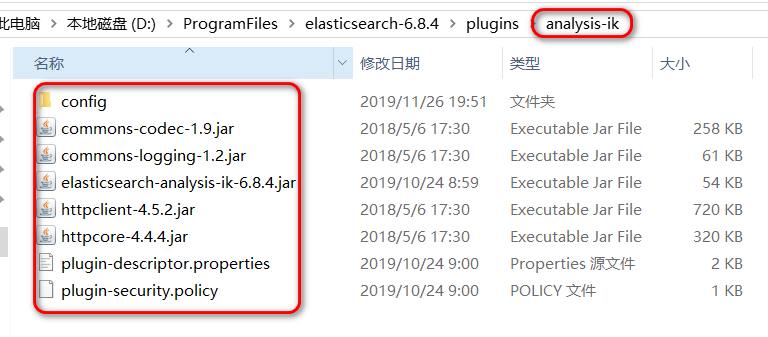 此电脑 › 本地磁盘 (D:) › ProgramFiles › elasticsearch-6.8.4 › plugins › analysis-ik
名称 修改日期 类型 大小
config 2019/11/26 19:51 文件夹
commons-codec-1.9.jar 2018/5/6 17:30 Executable Jar File 258 KB
commons-logging-1.2.jar 2018/5/6 17:30 Executable Jar File 61 KB
elasticsearch-analysis-ik-6.8.4.jar 2019/10/24 8:59 Executable Jar File 54 KB
httpclient-4.5.2.jar 2018/5/6 17:30 Executable Jar File 720 KB
httpcore-4.4.4.jar 2018/5/6 17:30 Executable Jar File 320 KB
plugin-descriptor.properties 2019/10/24 9:00 Properties 源文件 2 KB
plugin-security.policy 2019/10/24 9:00 POLICY 文件 1 KB